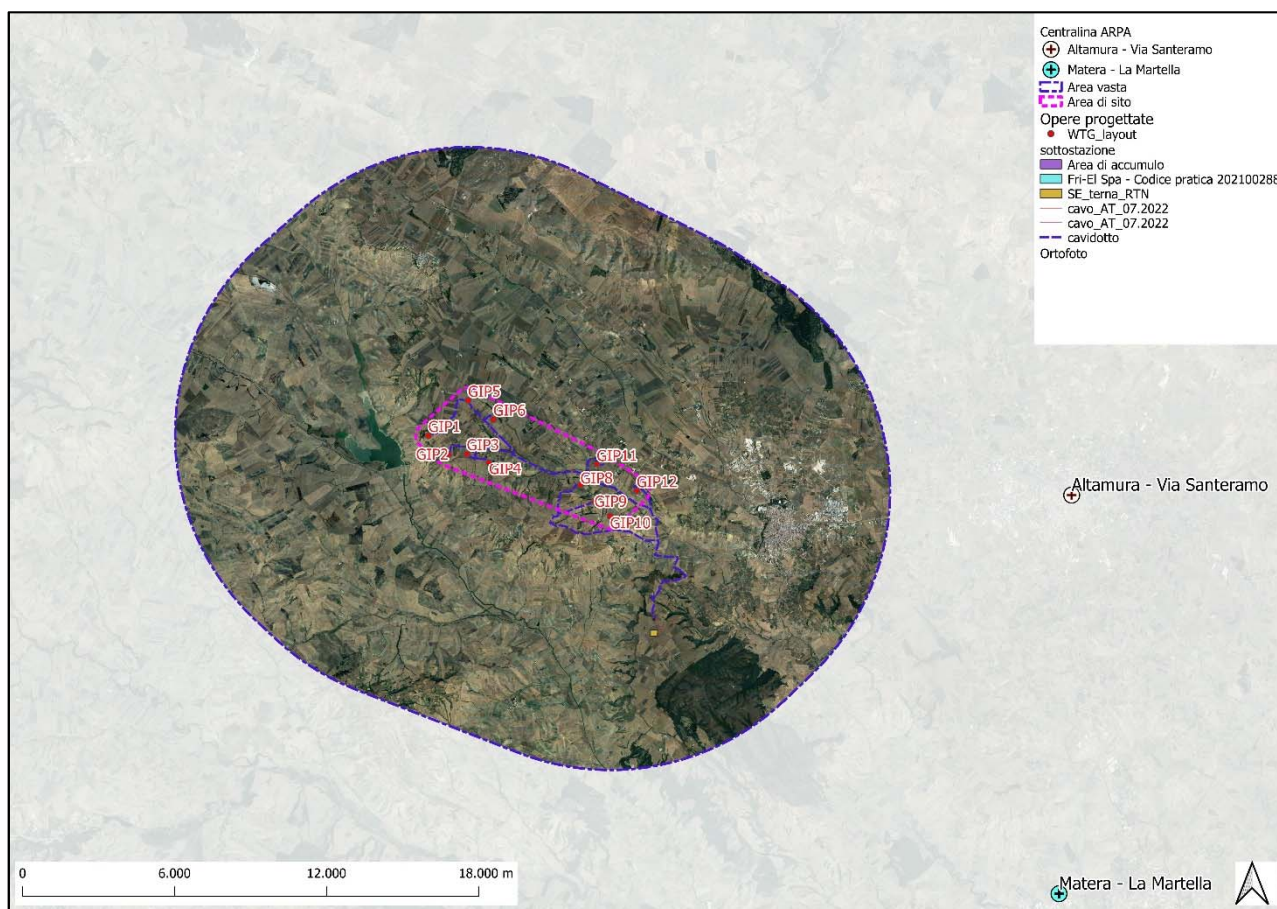 Centralina ARPA
Altamura - Via Santeramo
Matera - La Martella
Area vasta
Area di sito
Opere progettate
WTG_layout
sottostazione
Area di accumulo
Fri-El Spa - Codice pratica 202100288
SE_terna_RTN
cavo_AT_07.2022
cavo_AT_07.2022
cavidotto
Ortofoto
GIP5
GIP6
GIP1
GIP2
GIP3
GIP4
GIP11
GIP8
GIP12
GIP9
GIP10
Altamura - Via Santeramo
Matera - La Martella
0 6.000 12.000 18.000 m